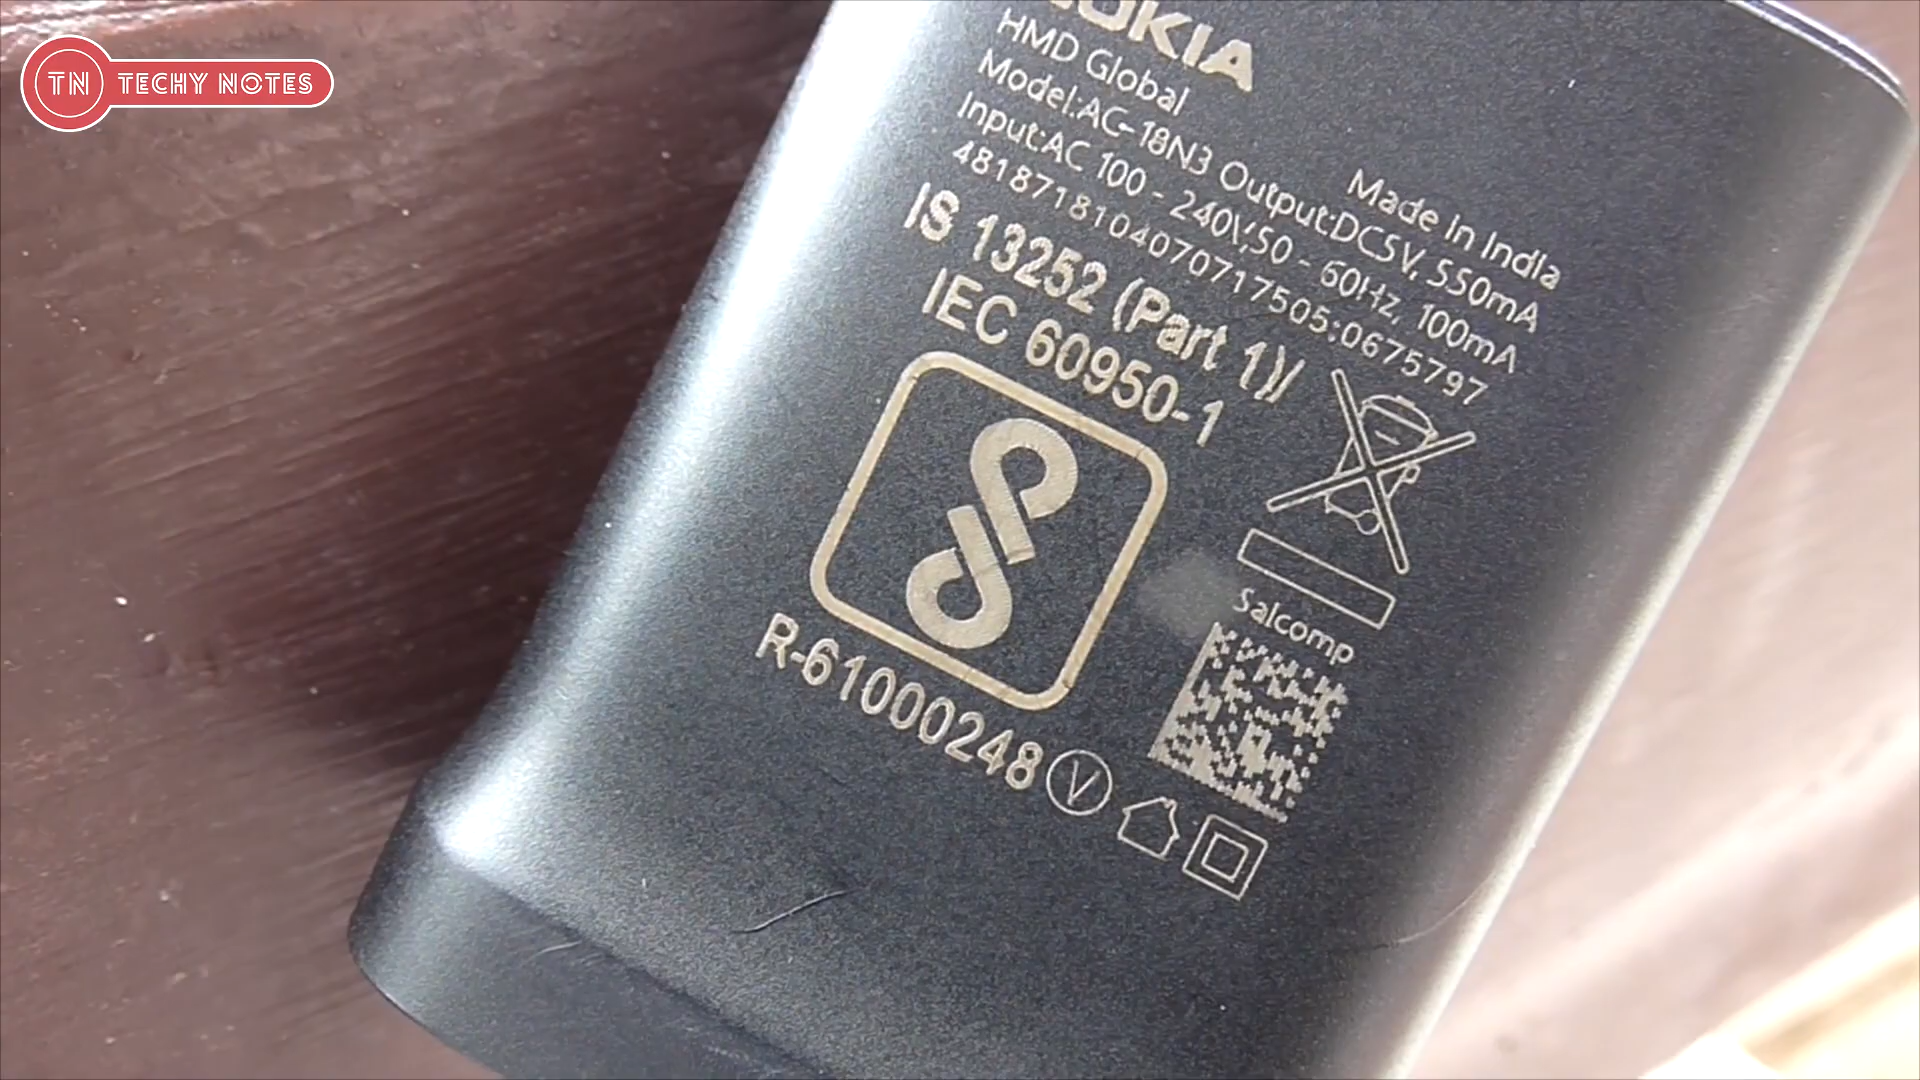 TN TECHY NOTES
NOKIA
HMD Global
Made in India
Model:AC-18N3 Output:DC5V, 550mA
Input:AC 100 - 240V,50 - 60Hz, 100mA
4818718104070717505:0675797
IS 13252 (Part 1)/
IEC 60950-1
R-61000248
V
Salcomp